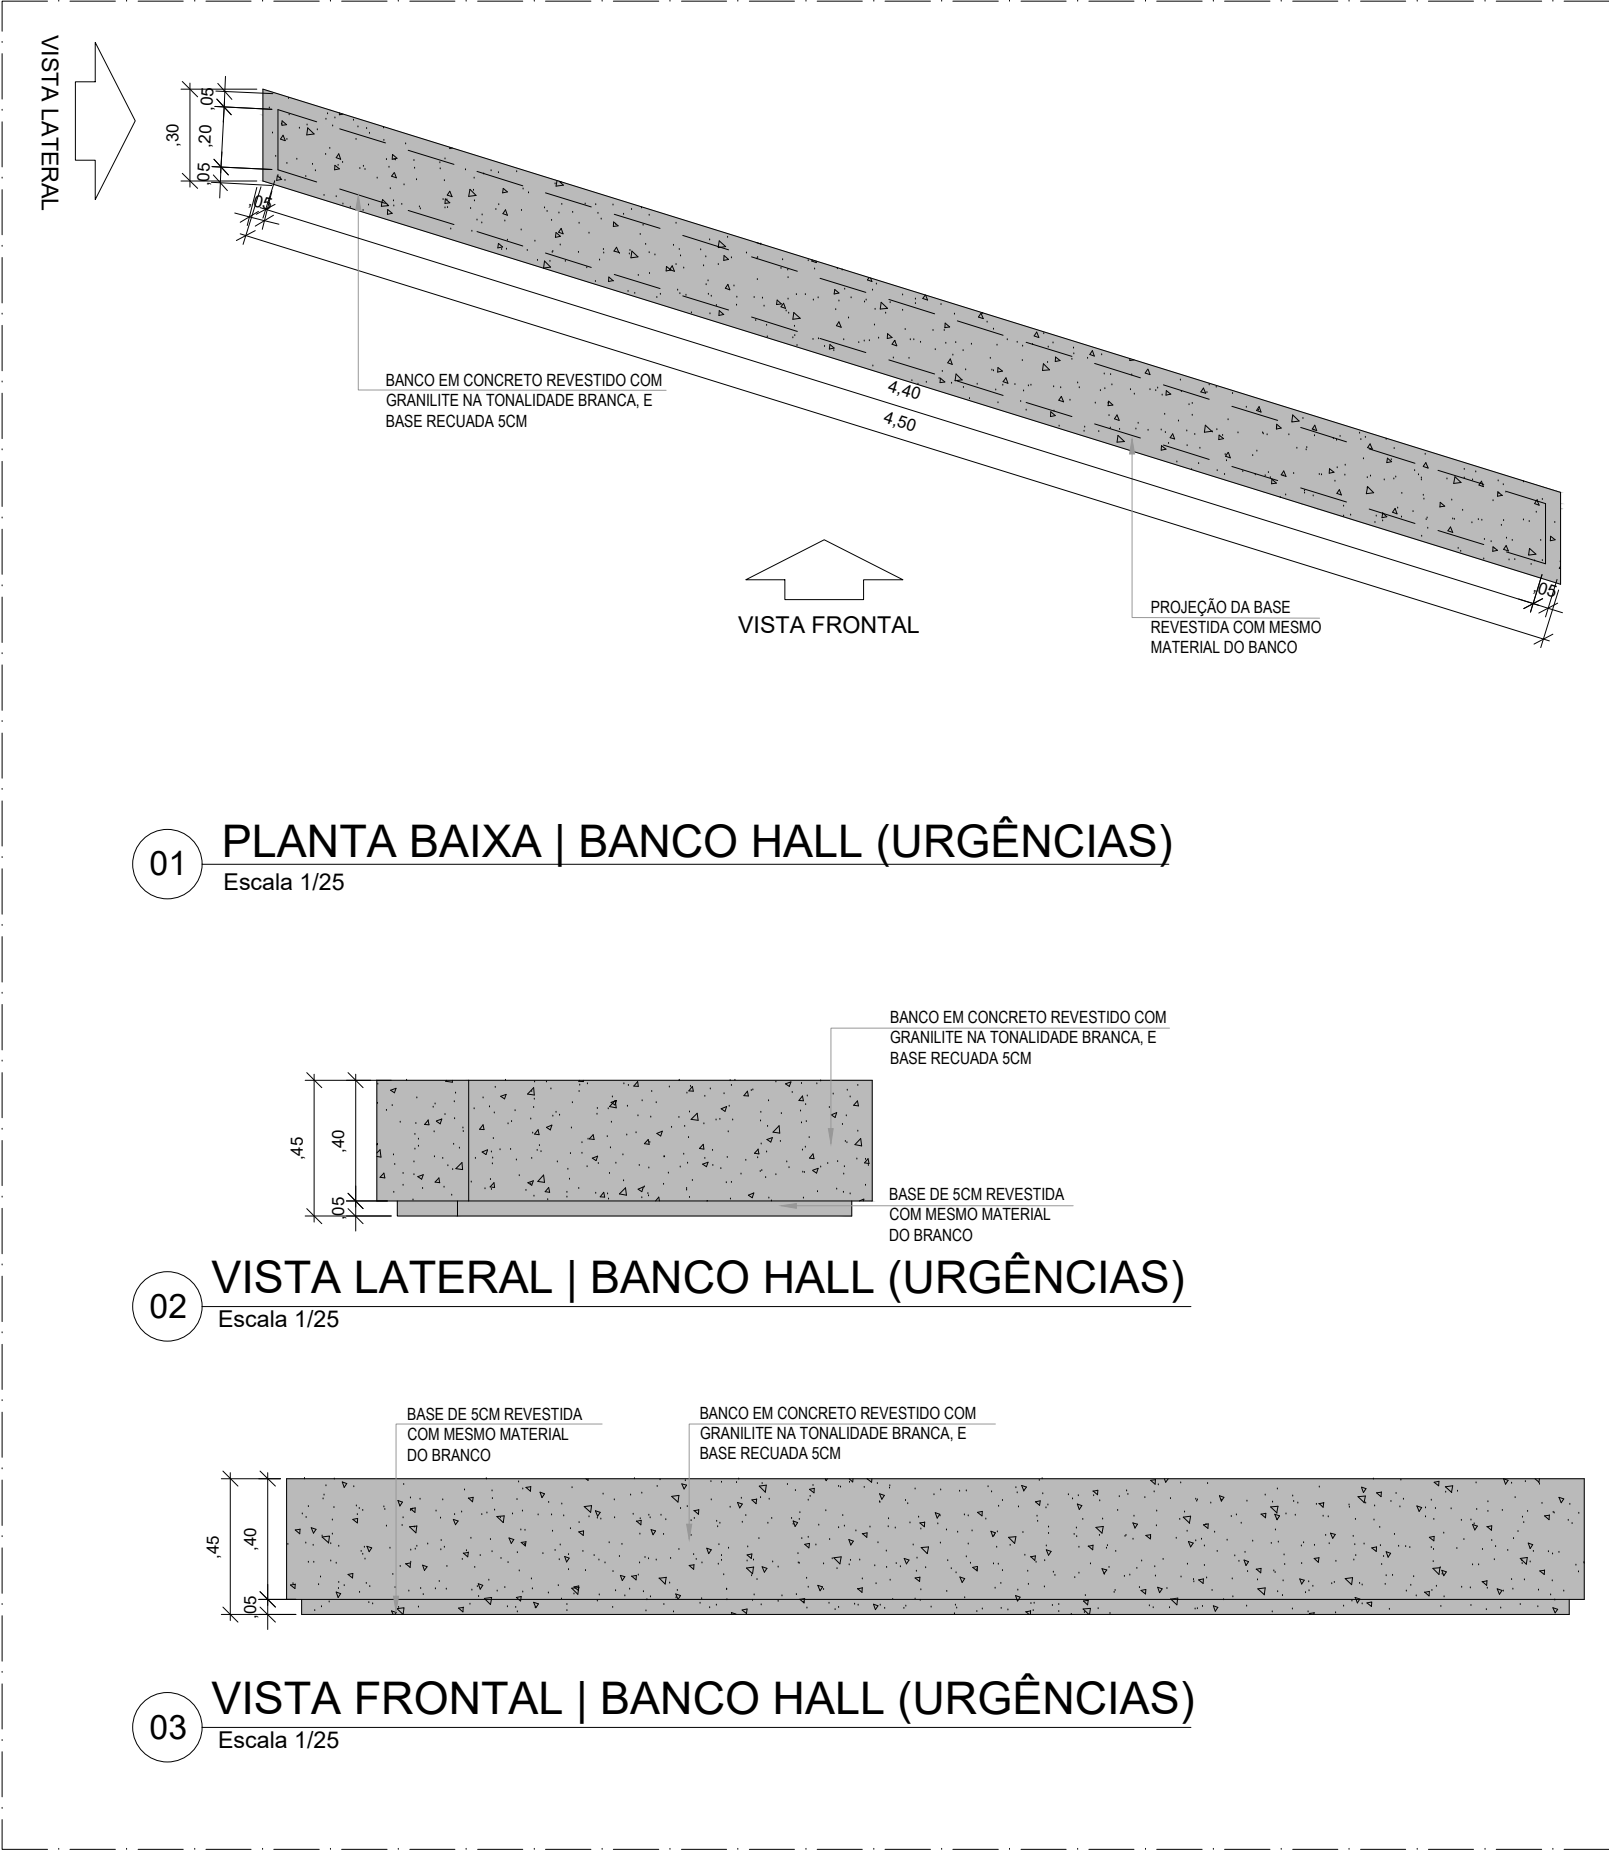 VISTA LATERAL
,30
,05
,20
,05
,05
BANCO EM CONCRETO REVESTIDO COM
GRANILITE NA TONALIDADE BRANCA, E
BASE RECUADA 5CM
4,40
4,50
,05
VISTA FRONTAL
PROJEÇÃO DA BASE
REVESTIDA COM MESMO
MATERIAL DO BANCO
01
PLANTA BAIXA | BANCO HALL (URGÊNCIAS)
Escala 1/25
BANCO EM CONCRETO REVESTIDO COM
GRANILITE NA TONALIDADE BRANCA, E
BASE RECUADA 5CM
,45
,40
,05
BASE DE 5CM REVESTIDA
COM MESMO MATERIAL
DO BRANCO
02
VISTA LATERAL | BANCO HALL (URGÊNCIAS)
Escala 1/25
BASE DE 5CM REVESTIDA
COM MESMO MATERIAL
DO BRANCO
BANCO EM CONCRETO REVESTIDO COM
GRANILITE NA TONALIDADE BRANCA, E
BASE RECUADA 5CM
,45
,40
,05
03
VISTA FRONTAL | BANCO HALL (URGÊNCIAS)
Escala 1/25